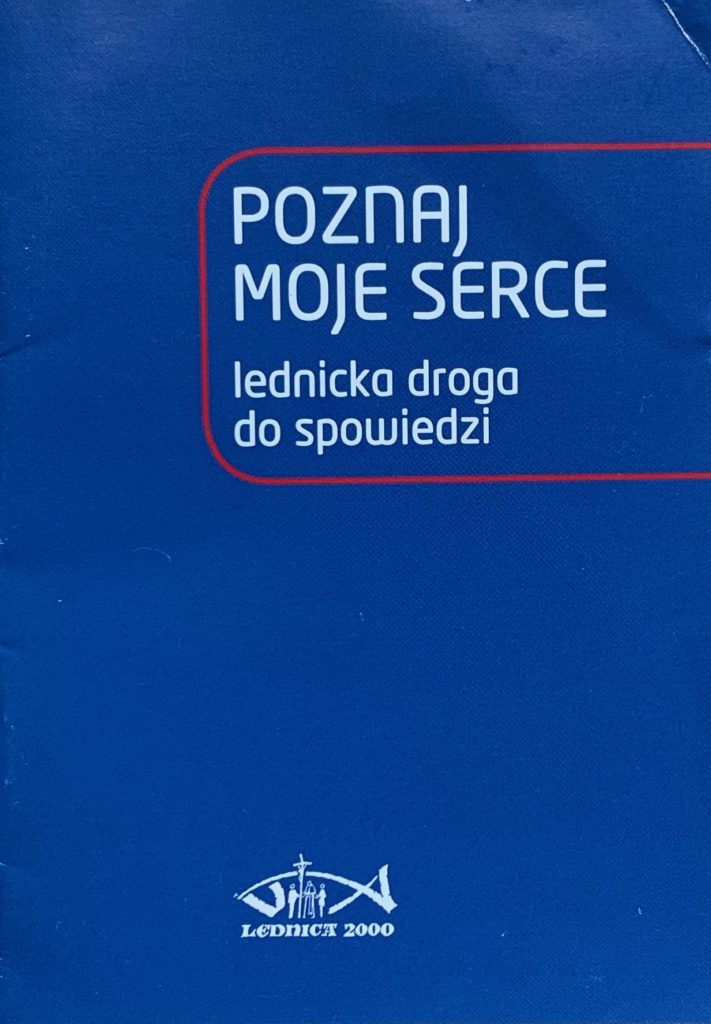 POZNAJ
MOJE SERCE
lednicka droga
do spowiedzi
LEDNICA 2000